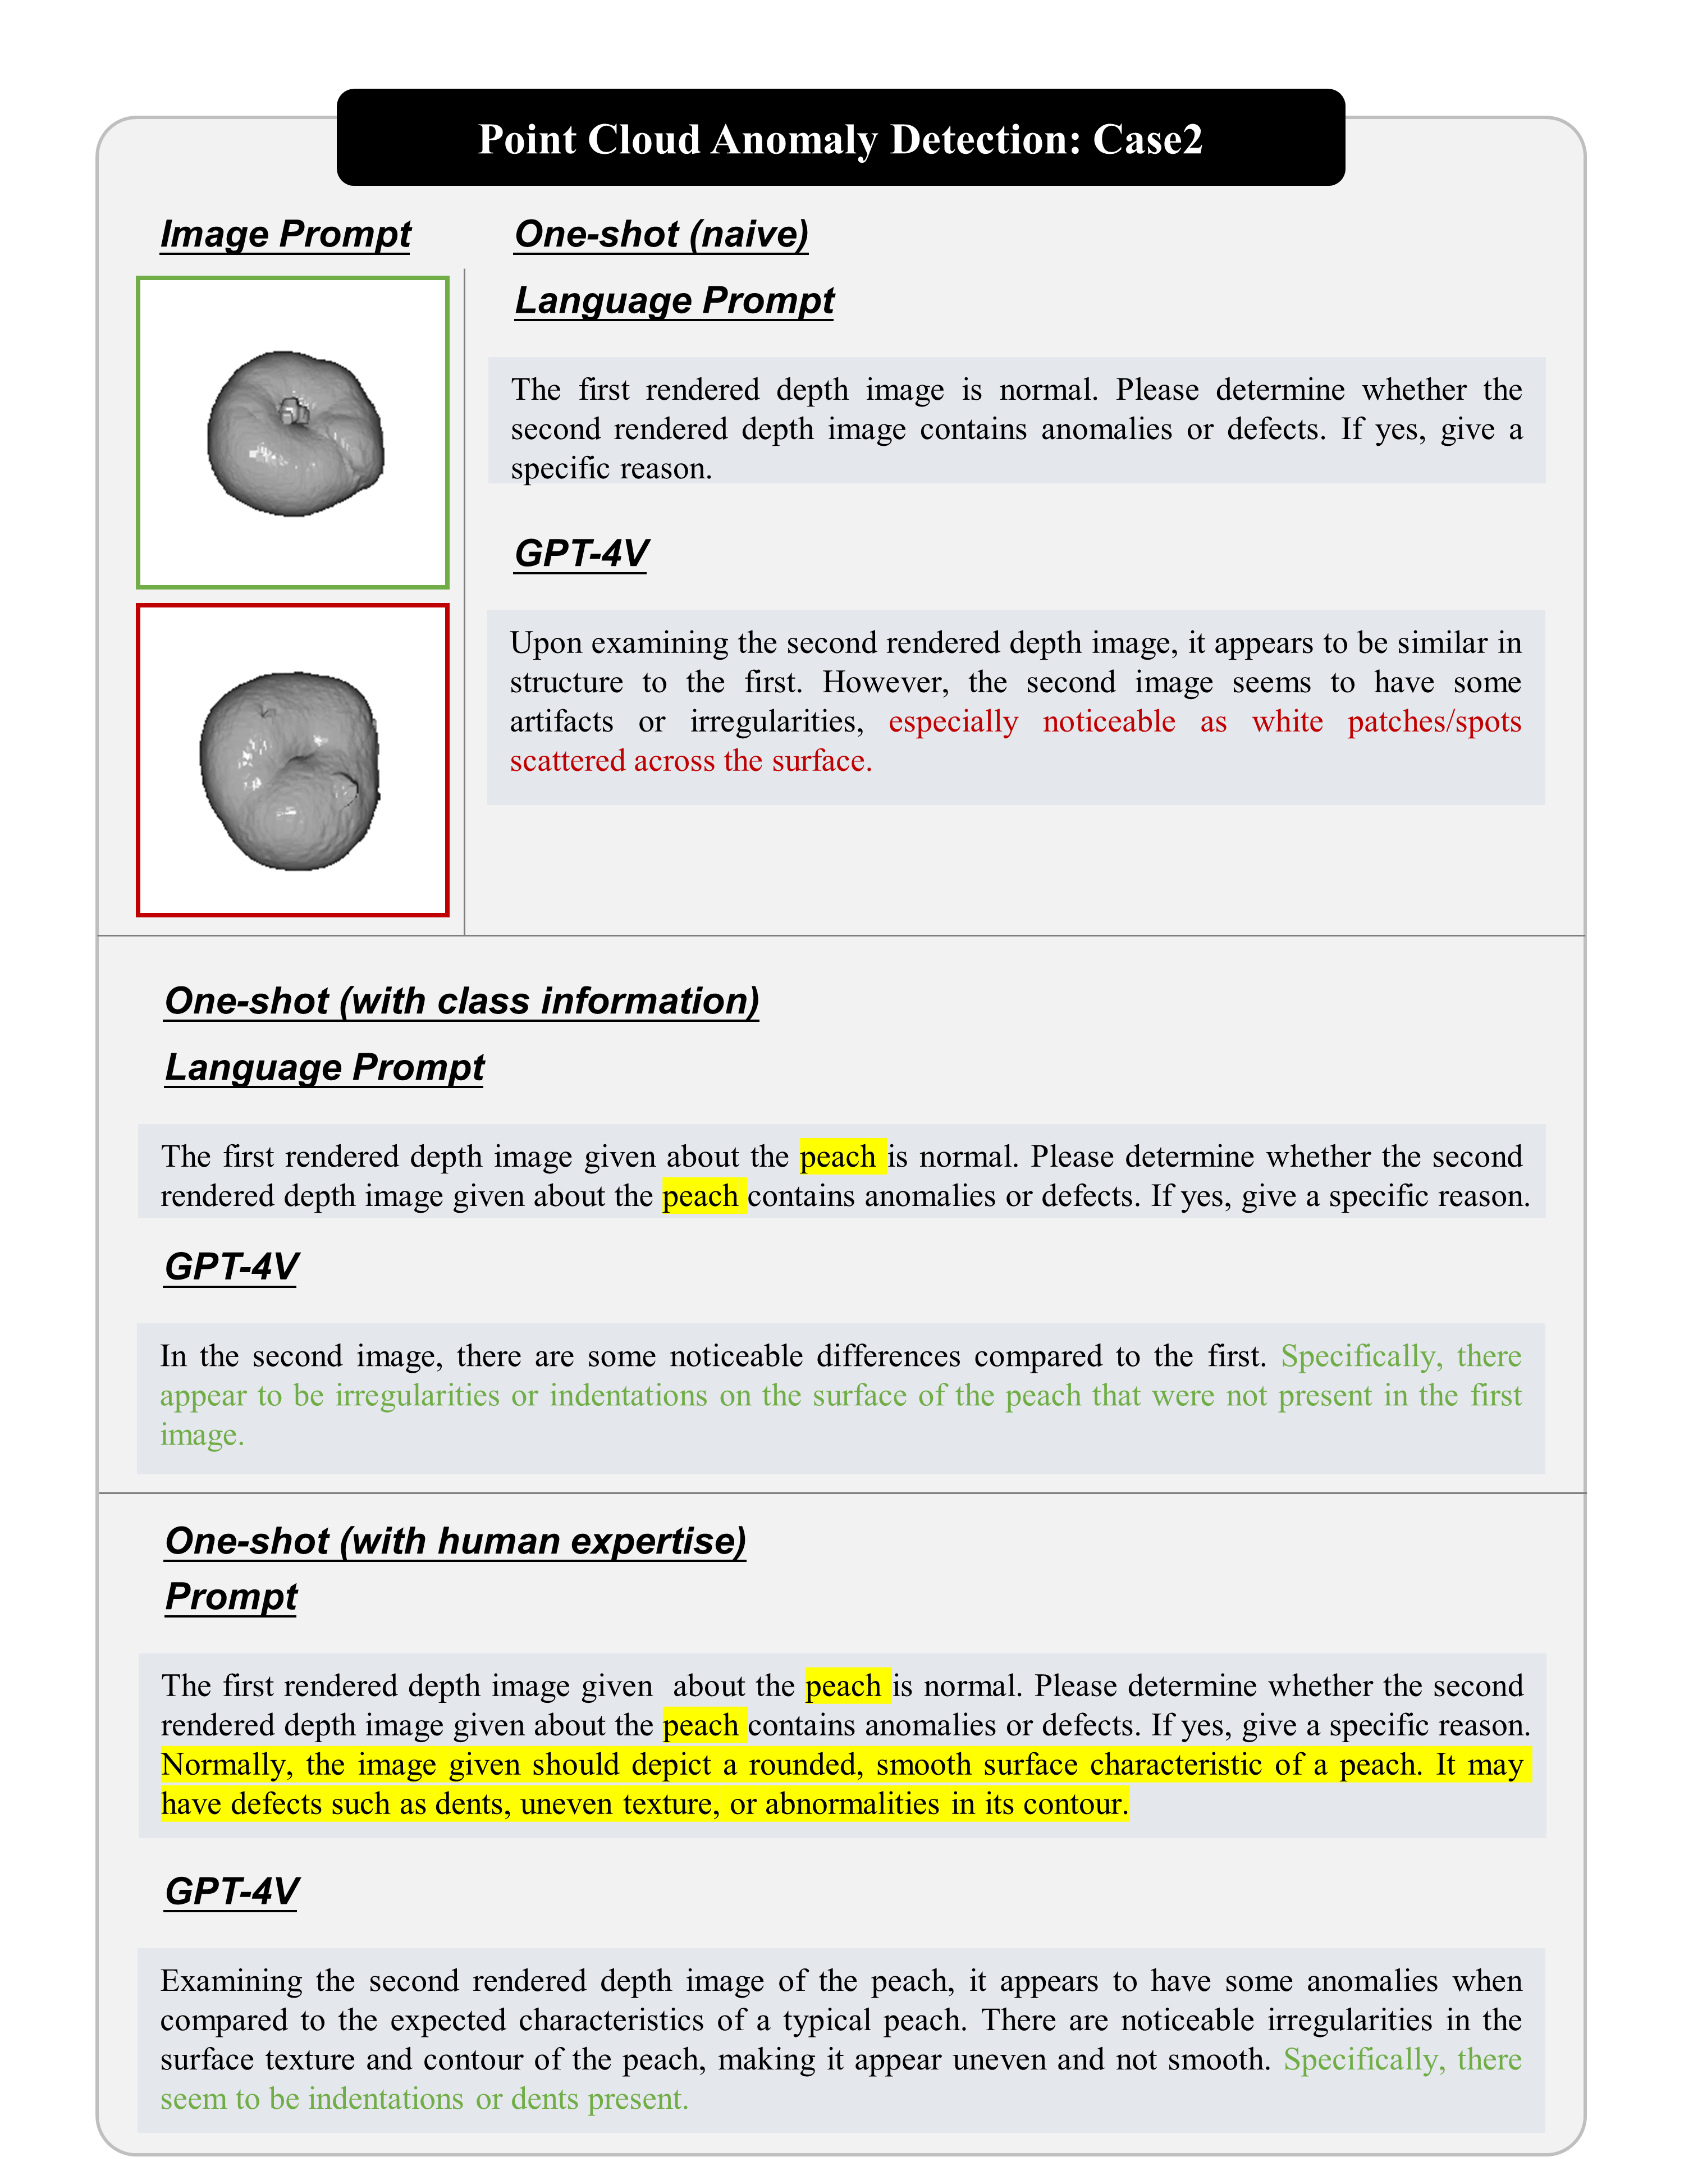 Point Cloud Anomaly Detection: Case2
Image Prompt
One-shot (naive)
Language Prompt
The first rendered depth image is normal. Please determine whether the
second rendered depth image contains anomalies or defects. If yes, give a
specific reason.
GPT-4V
Upon examining the second rendered depth image, it appears to be similar in
structure to the first. However, the second image seems to have some
artifacts or irregularities, especially noticeable as white patches/spots
scattered across the surface.
One-shot (with class information)
Language Prompt
The first rendered depth image given about the peach is normal. Please determine whether the second
rendered depth image given about the peach contains anomalies or defects. If yes, give a specific reason.
GPT-4V
In the second image, there are some noticeable differences compared to the first. Specifically, there
appear to be irregularities or indentations on the surface of the peach that were not present in the first
image.
One-shot (with human expertise)
Prompt
The first rendered depth image given about the peach is normal. Please determine whether the second
rendered depth image given about the peach contains anomalies or defects. If yes, give a specific reason.
Normally, the image given should depict a rounded, smooth surface characteristic of a peach. It may
have defects such as dents, uneven texture, or abnormalities in its contour.
GPT-4V
Examining the second rendered depth image of the peach, it appears to have some anomalies when
compared to the expected characteristics of a typical peach. There are noticeable irregularities in the
surface texture and contour of the peach, making it appear uneven and not smooth. Specifically, there
seem to be indentations or dents present.